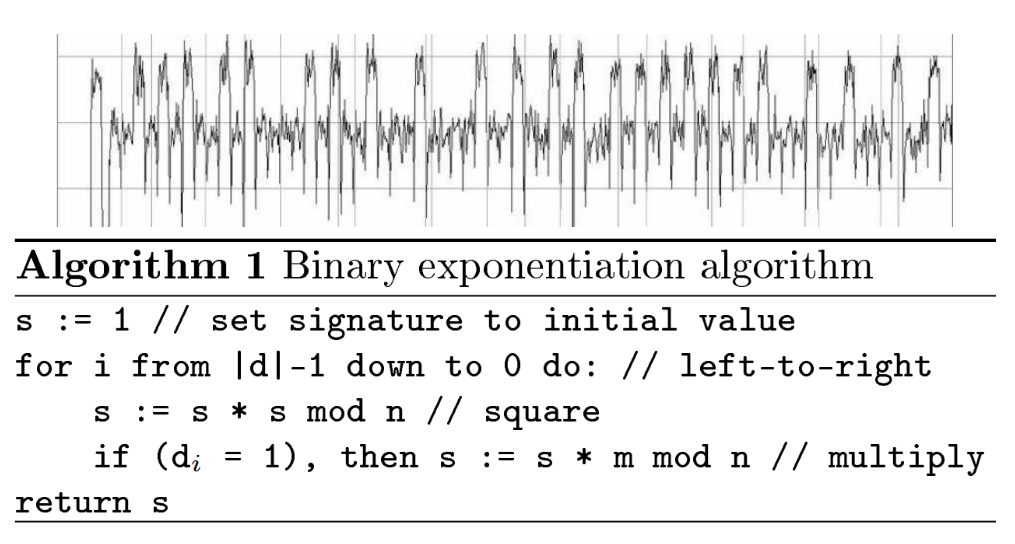 Algorithm 1 Binary exponentiation algorithm
s := 1 // set signature to initial value
for i from |d|-1 down to 0 do: // left-to-right
s := s * s mod n // square
if (dᵢ = 1), then s := s * m mod n // multiply
return s